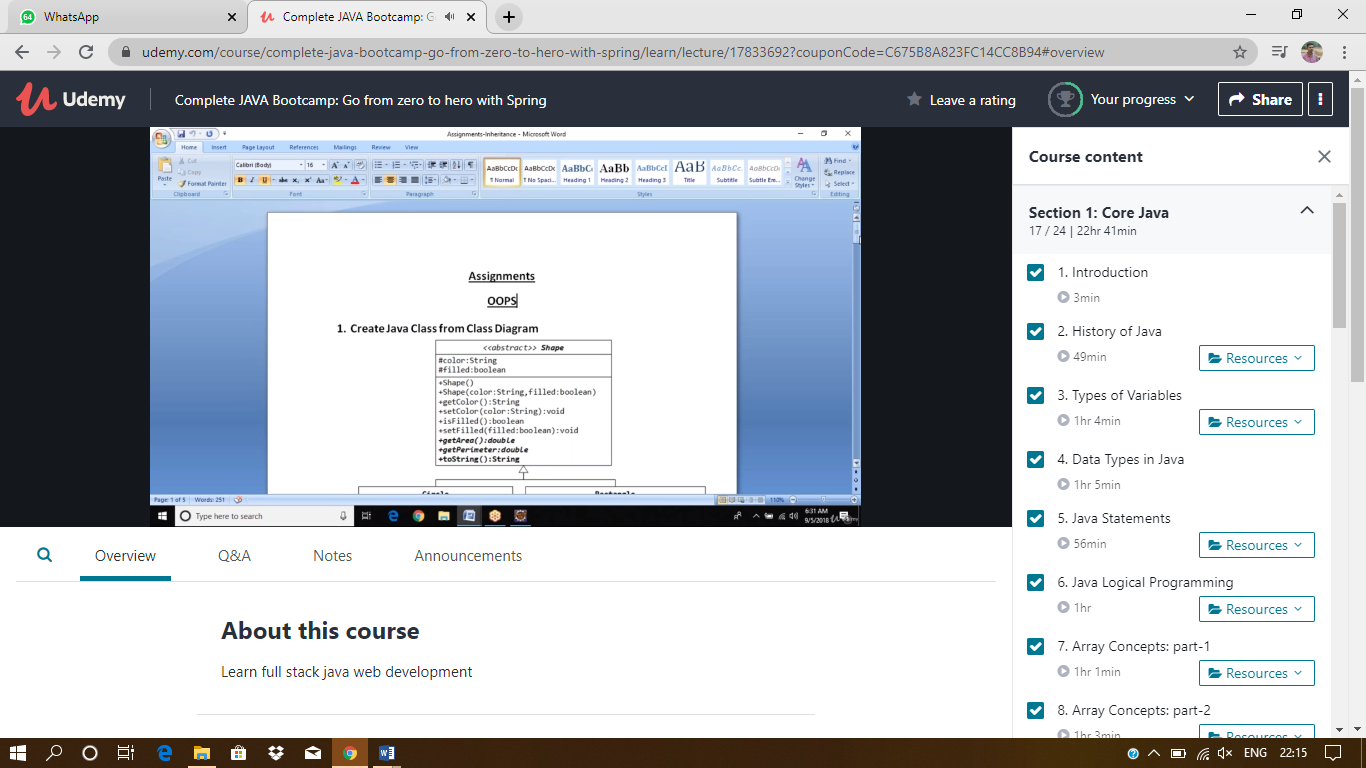 WhatsApp
Complete JAVA Bootcamp: G
udemy.com/course/complete-java-bootcamp-go-from-zero-to-hero-with-spring/learn/lecture/17833692?couponCode=C675B8A823FC14CC8B94#overview
Udemy
Complete JAVA Bootcamp: Go from zero to hero with Spring
Leave a rating
Your progress
Share
Assignments-Inheritance - Microsoft Word
Home Insert Page Layout References Mailings Review View
Paste
Cut
Copy
Format Painter
Calibri (Body) 16
AaBbCcDc AaBbCcDc AaBbC AaBb AaBbCcI AaB AaBbCc. AaBbCcDc
¶ Normal ¶ No Spaci... Heading 1 Heading 2 Heading 3 Title Subtitle Subtle Em...
Change
Styles
Find
Replace
Select
Clipboard Font Paragraph Styles Editing
Assignments
OOPS
1. Create Java Class from Class Diagram
<<abstract>> Shape
#color:String
#filled:boolean
+Shape()
+Shape(color:String,filled:boolean)
+getColor():String
+setColor(color:String):void
+isFilled():boolean
+setFilled(filled:boolean):void
+getArea():double
+getPerimeter:double
+toString():String
Circle Rectangle
Page: 1 of 5 Words: 251 110%
Type here to search
6:31 AM
9/5/2018
Course content
Section 1: Core Java
17 / 24 | 22hr 41min
1. Introduction
3min
2. History of Java
49min
Resources
3. Types of Variables
1hr 4min
Resources
4. Data Types in Java
1hr 5min
5. Java Statements
56min
Resources
6. Java Logical Programming
1hr
Resources
7. Array Concepts: part-1
1hr 1min
Resources
8. Array Concepts: part-2
1hr 3min
Resources
Overview Q&A Notes Announcements
About this course
Learn full stack java web development
ENG 22:15